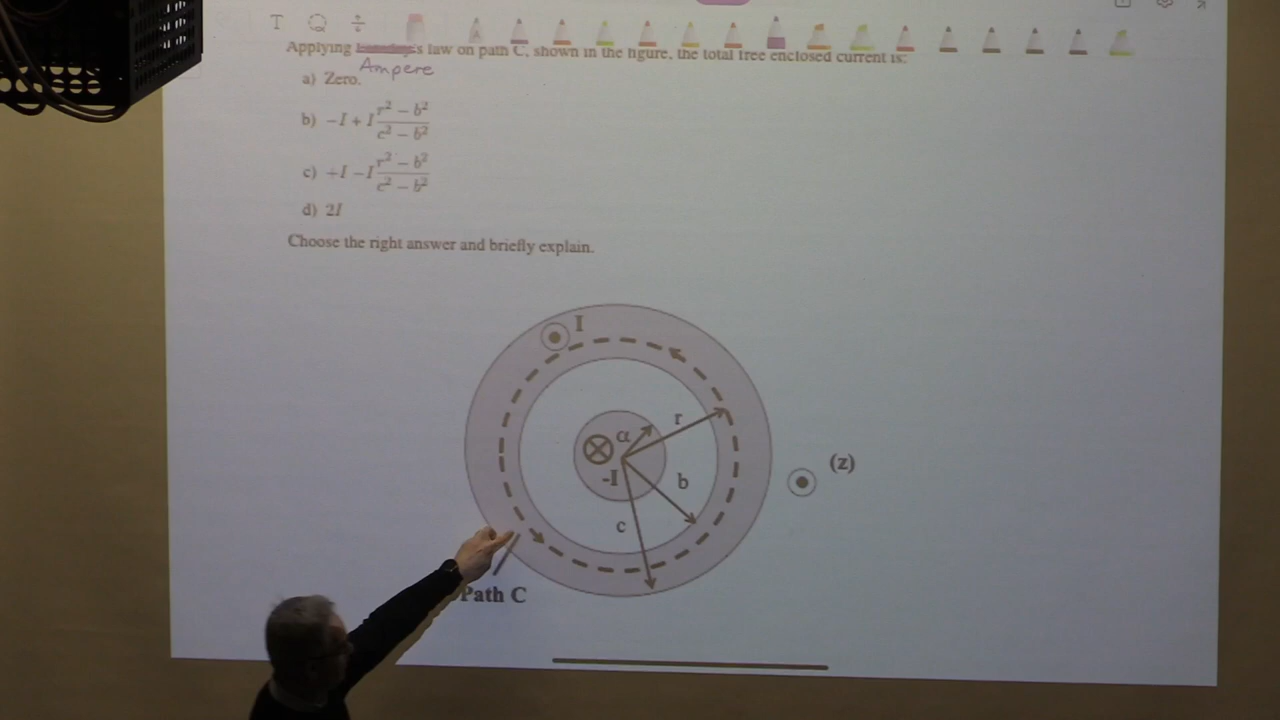 T
Applying 's law on path C, shown in the figure, the total free enclosed current is:
Ampere
a) Zero.
b) −I + I (r² − b²)/(c² − b²)
c) +I −I (r² − b²)/(c² − b²)
d) 2I
Choose the right answer and briefly explain.
I
α
r
-I
b
c
(z)
Path C